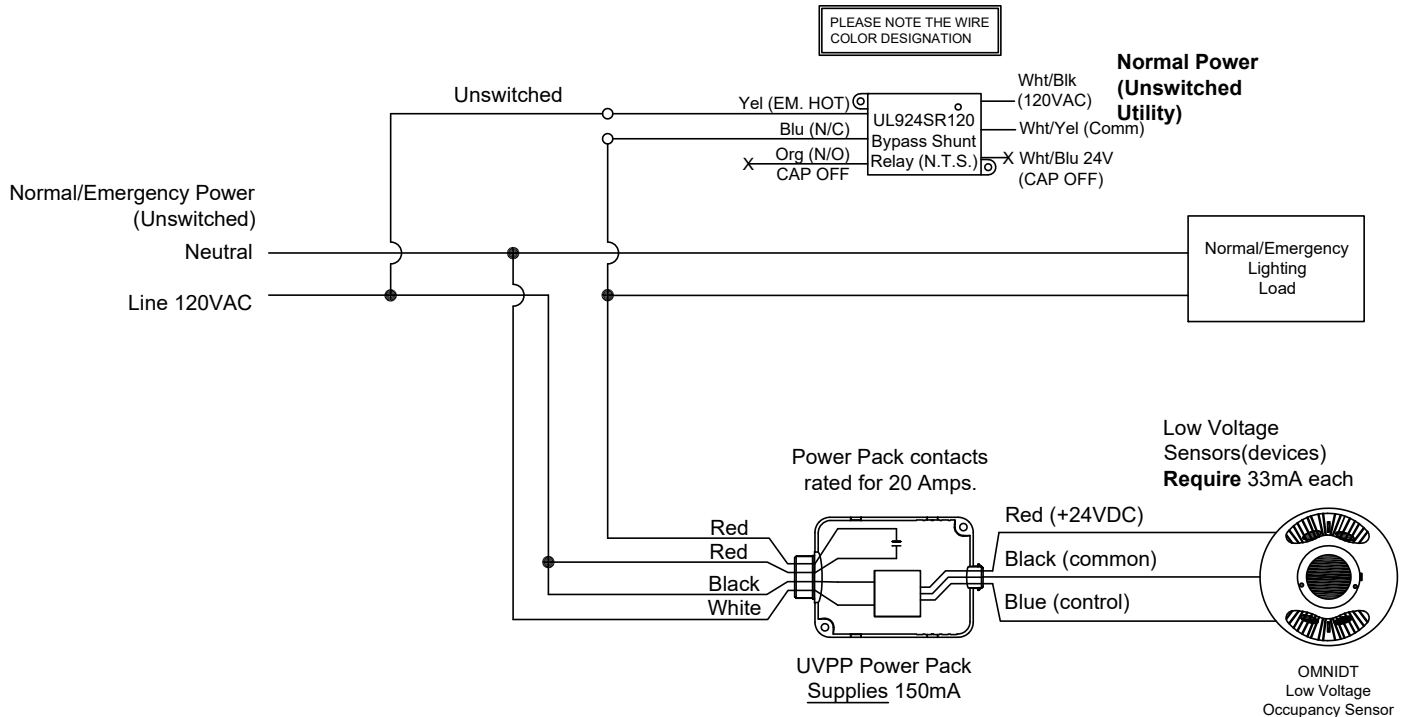 PLEASE NOTE THE WIRE
COLOR DESIGNATION
Normal Power
(Unswitched
Utility)
Unswitched
Yel (EM. HOT)
Blu (N/C)
Org (N/O)
X
CAP OFF
UL924SR120
Bypass Shunt
Relay (N.T.S.)
Wht/Blk
(120VAC)
Wht/Yel (Comm)
X Wht/Blu 24V
(CAP OFF)
Normal/Emergency Power
(Unswitched)
Neutral
Line 120VAC
Normal/Emergency
Lighting
Load
Low Voltage
Sensors(devices)
Require 33mA each
Power Pack contacts
rated for 20 Amps.
Red
Red
Black
White
Red (+24VDC)
Black (common)
Blue (control)
UVPP Power Pack
Supplies 150mA
OMNIDT
Low Voltage
Occupancy Sensor